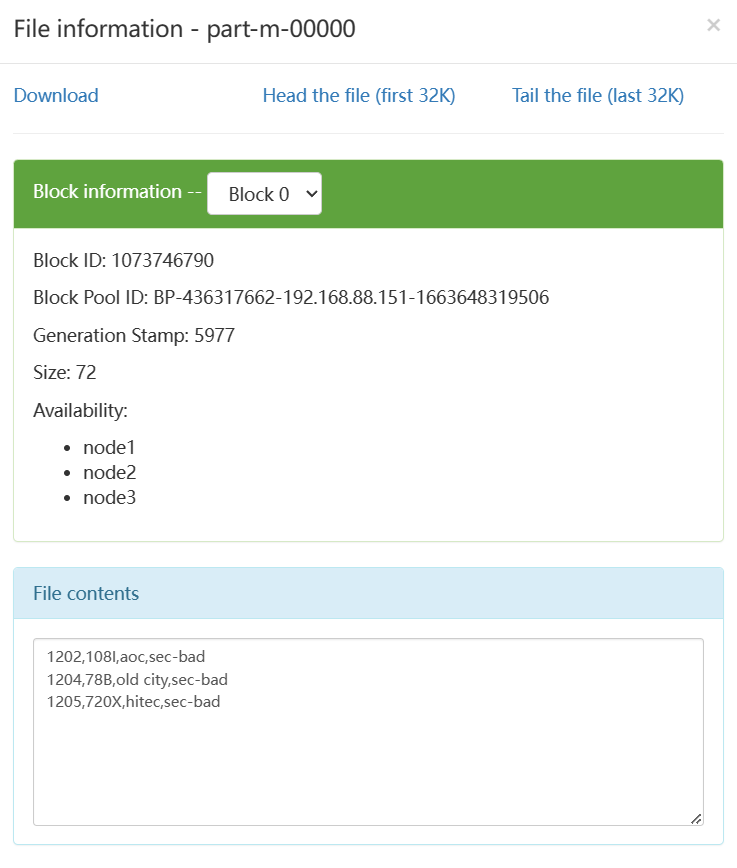 File information - part-m-00000
×
Download
Head the file (first 32K)
Tail the file (last 32K)
Block information --
Block 0
Block ID: 1073746790
Block Pool ID: BP-436317662-192.168.88.151-1663648319506
Generation Stamp: 5977
Size: 72
Availability:
• node1
• node2
• node3
File contents
1202,108I,aoc,sec-bad
1204,78B,old city,sec-bad
1205,720X,hitec,sec-bad